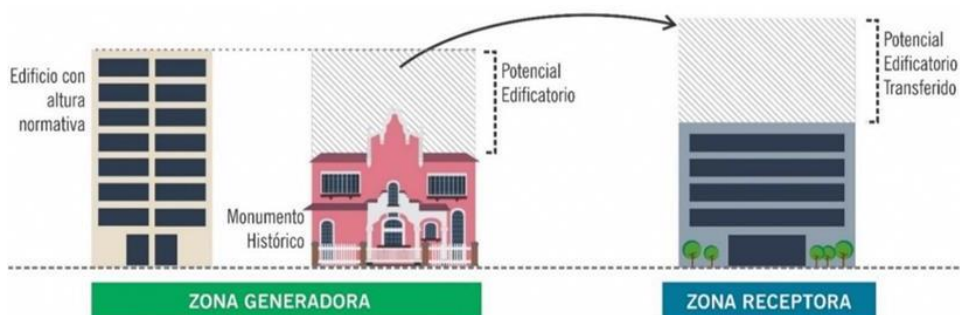 Edificio con
altura
normativa
Monumento
Histórico
Potencial
Edificatorio
Potencial
Edificatorio
Transferido
ZONA GENERADORA
ZONA RECEPTORA